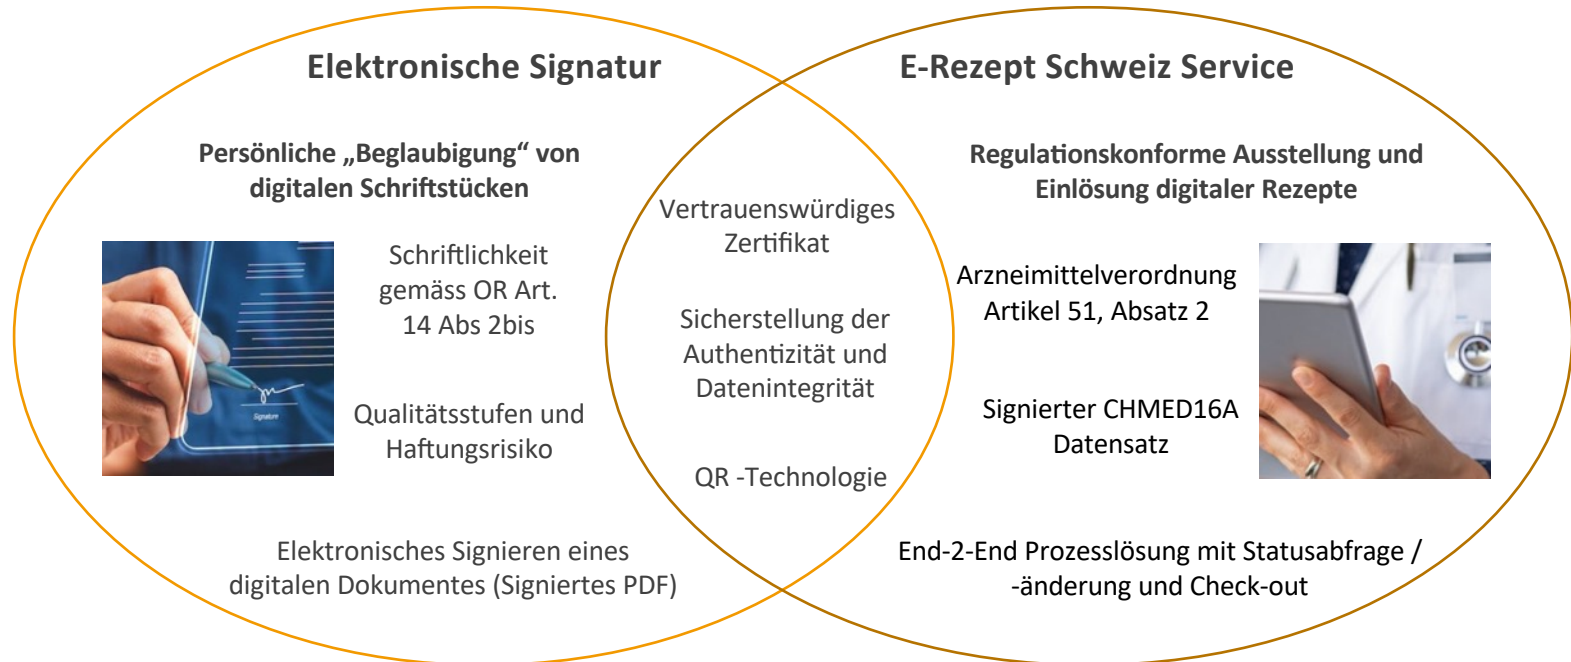 Elektronische Signatur
Persönliche „Beglaubigung“ von
digitalen Schriftstücken
Schriftlichkeit
gemäss OR Art.
14 Abs 2bis
Signature
Qualitätsstufen und
Haftungsrisiko
Elektronisches Signieren eines
digitalen Dokumentes (Signiertes PDF)
Vertrauenswürdiges
Zertifikat
Sicherstellung der
Authentizität und
Datenintegrität
QR -Technologie
E-Rezept Schweiz Service
Regulationskonforme Ausstellung und
Einlösung digitaler Rezepte
Arzneimittelverordnung
Artikel 51, Absatz 2
Signierter CHMED16A
Datensatz
End-2-End Prozesslösung mit Statusabfrage /
-änderung und Check-out